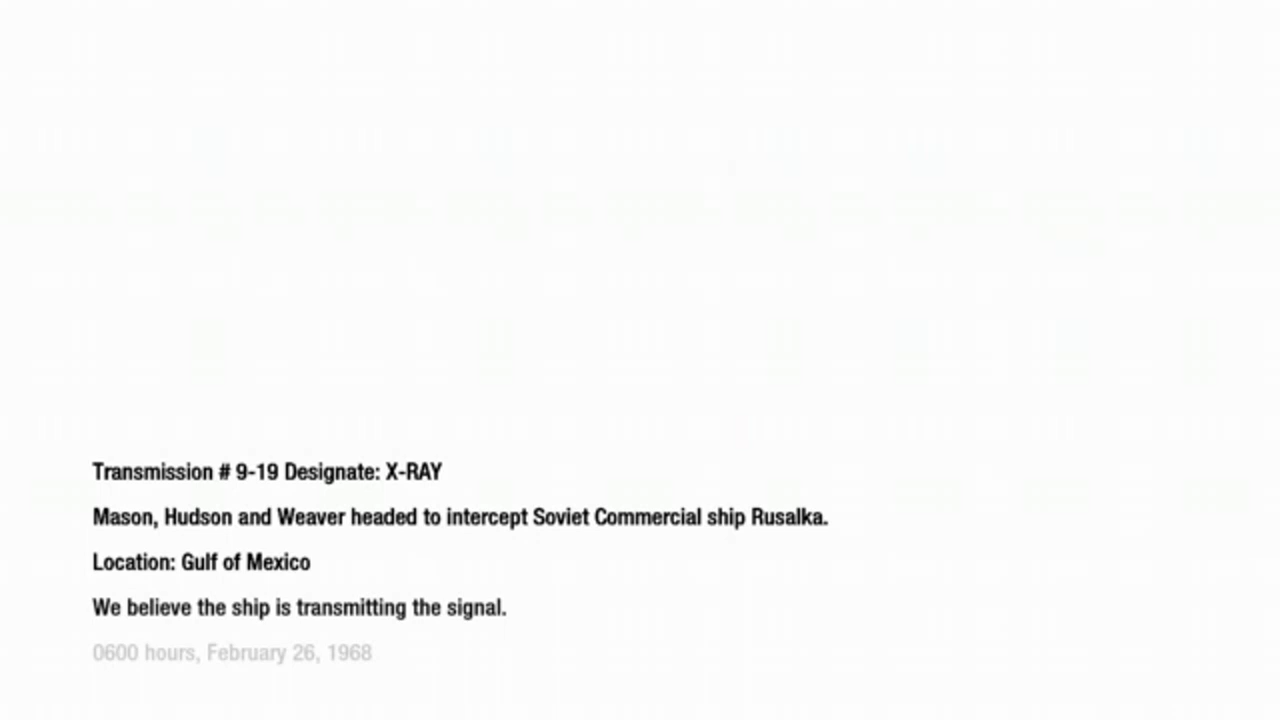 Transmission # 9-19 Designate: X-RAY
Mason, Hudson and Weaver headed to intercept Soviet Commercial ship Rusalka.
Location: Gulf of Mexico
We believe the ship is transmitting the signal.
0600 hours, February 26, 1968